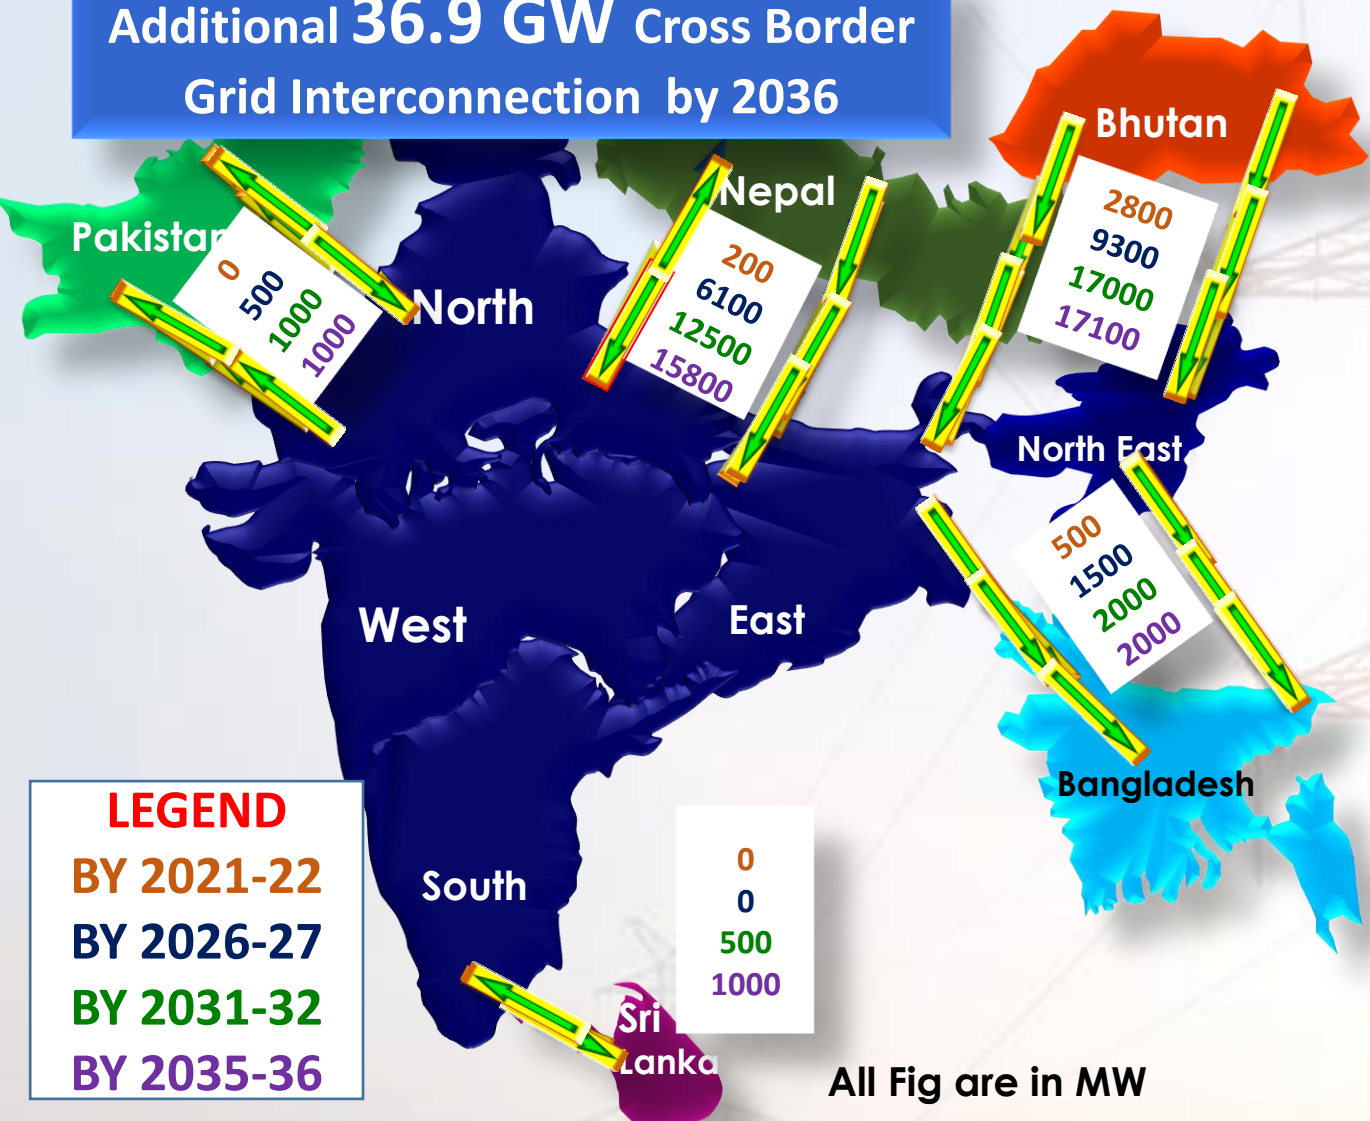 Additional 36.9 GW Cross Border
Grid Interconnection by 2036
Bhutan
2800
9300
17000
17100
Nepal
200
6100
12500
15800
Pakistan
0
500
1000
1000
North
North East
500
1500
2000
2000
West
East
Bangladesh
South
0
0
500
1000
Sri
Lanka
LEGEND
BY 2021-22
BY 2026-27
BY 2031-32
BY 2035-36
All Fig are in MW